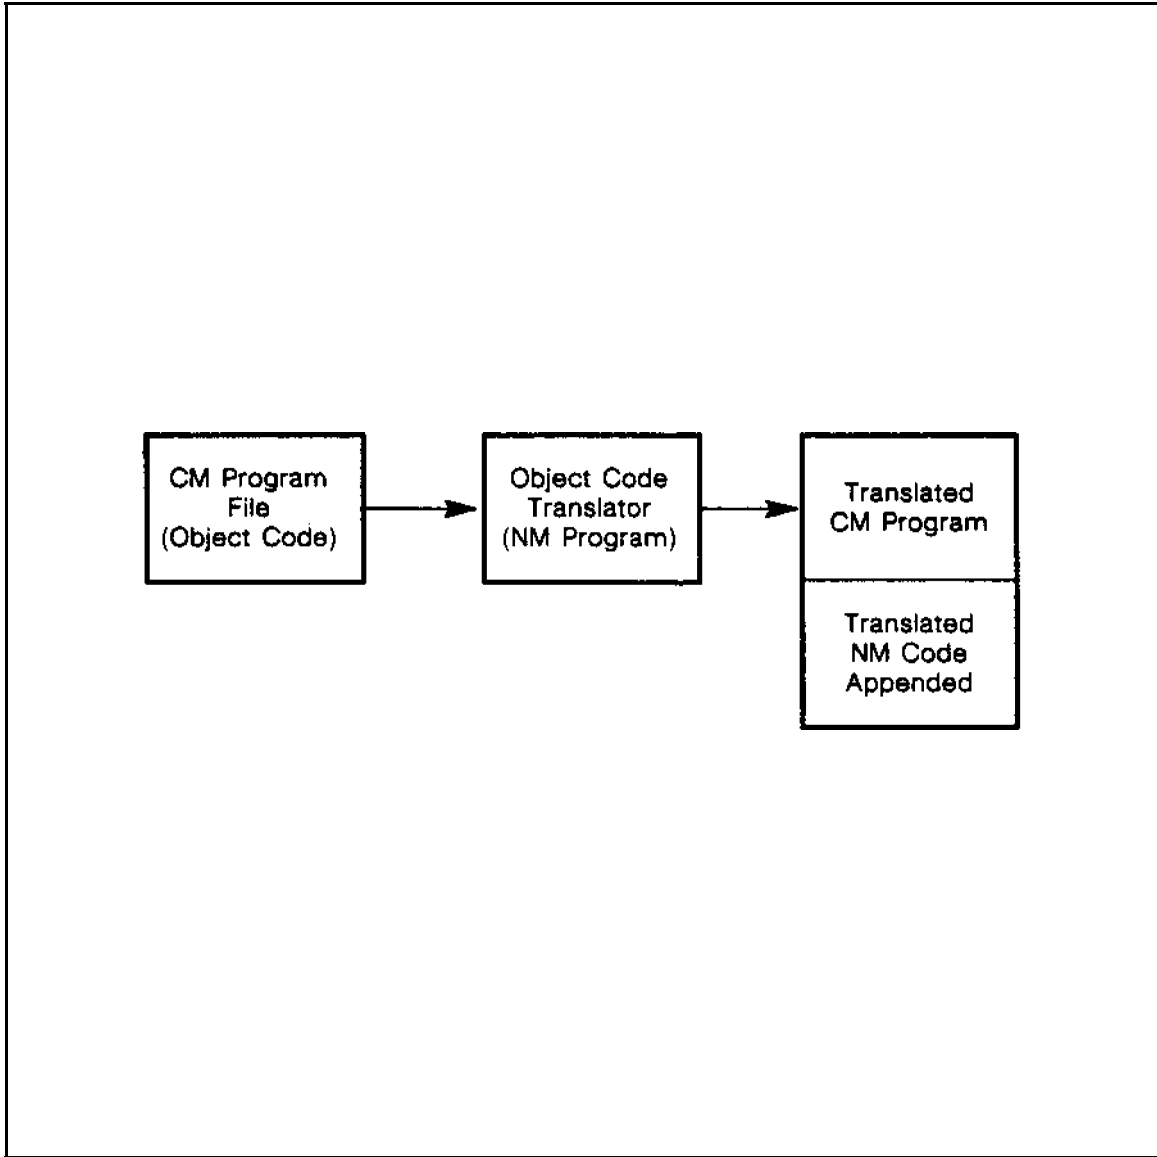 CM Program
File
(Object Code)
Object Code
Translator
(NM Program)
Translated
CM Program
Translated
NM Code
Appended